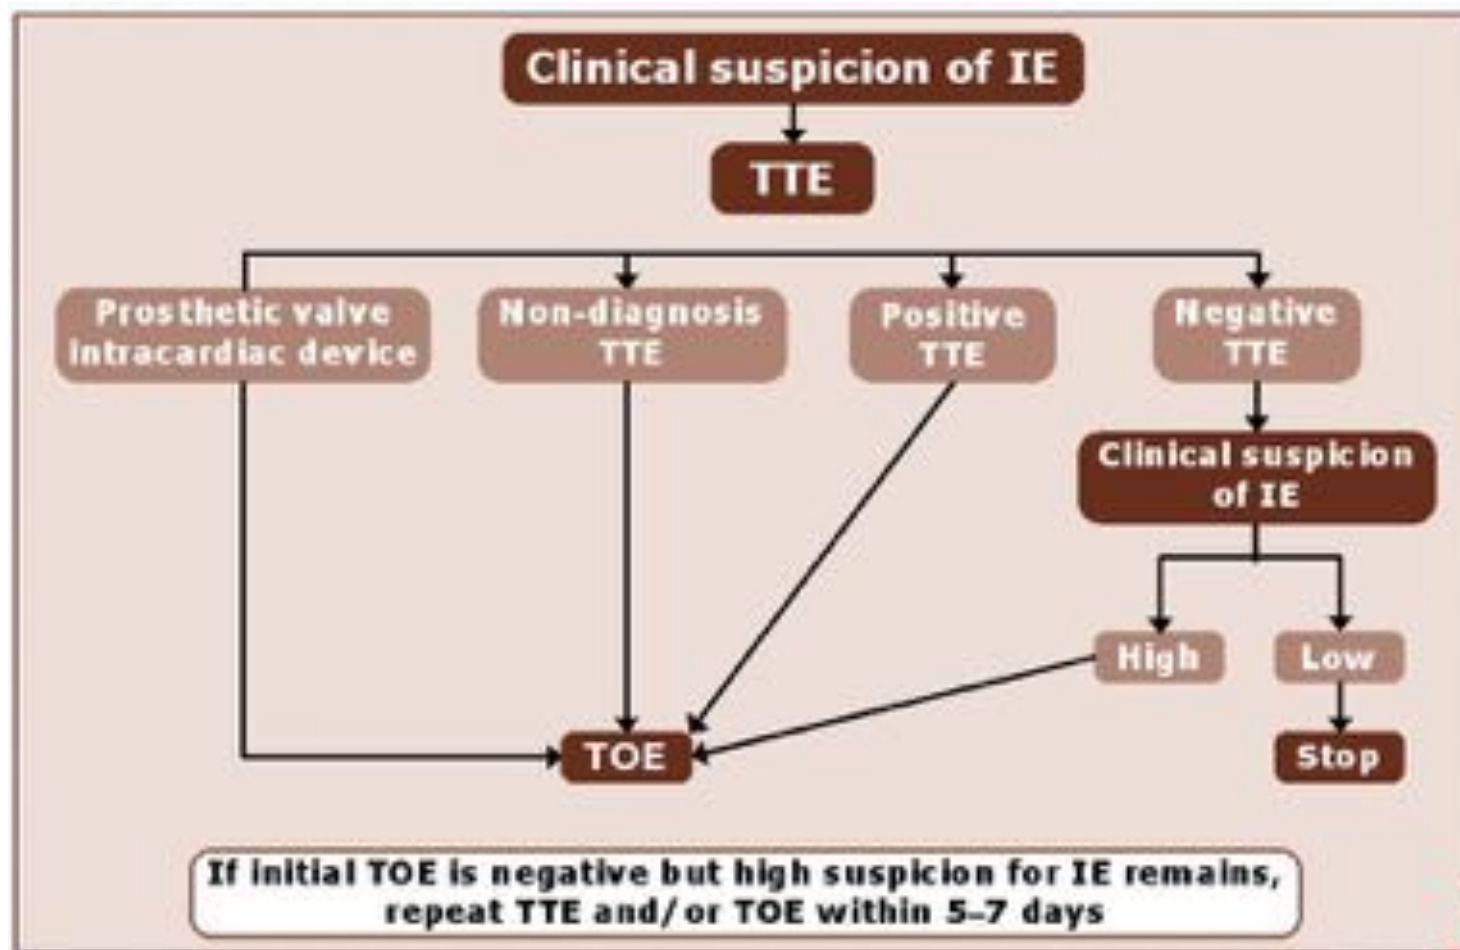 Clinical suspicion of IE
TTE
Prosthetic valve
intracardiac device
Non-diagnosis
TTE
Positive
TTE
Negative
TTE
Clinical suspicion
of IE
High
Low
TOE
Stop
If initial TOE is negative but high suspicion for IE remains,
repeat TTE and/or TOE within 5–7 days